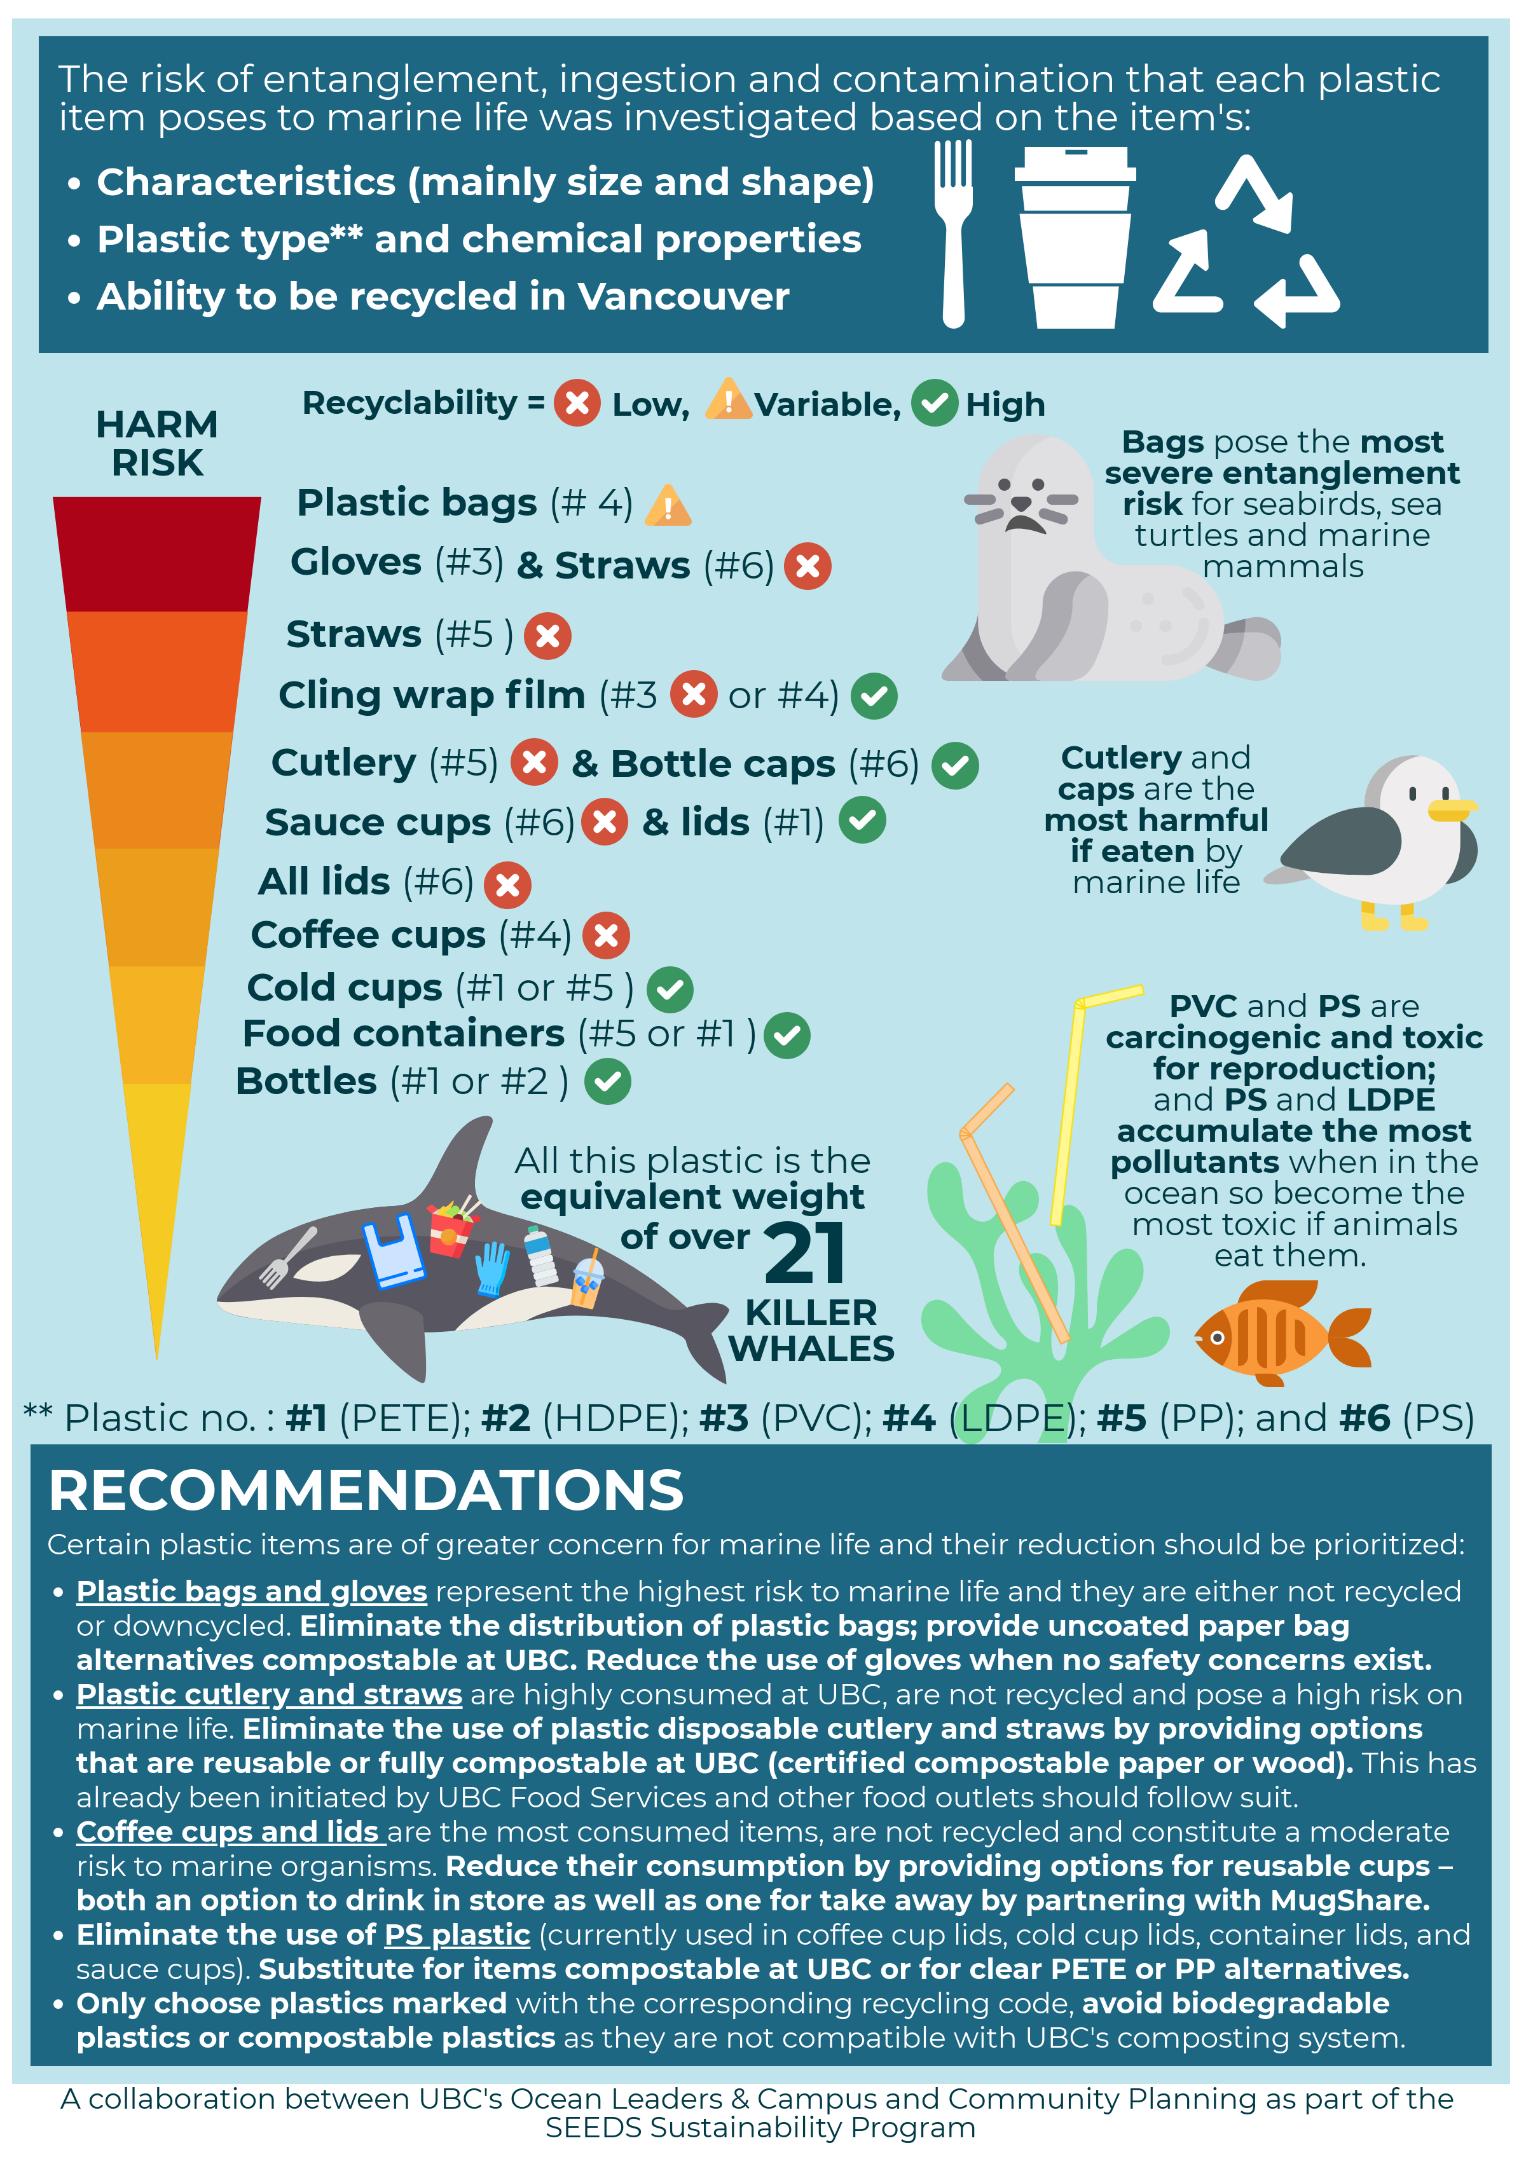 The risk of entanglement, ingestion and contamination that each plastic
item poses to marine life was investigated based on the item's:
• Characteristics (mainly size and shape)
• Plastic type** and chemical properties
• Ability to be recycled in Vancouver
Recyclability = Low, Variable, High
HARM
RISK
Plastic bags (# 4)
Gloves (#3) & Straws (#6)
Straws (#5 )
Cling wrap film (#3 or #4)
Cutlery (#5) & Bottle caps (#6)
Sauce cups (#6) & lids (#1)
All lids (#6)
Coffee cups (#4)
Cold cups (#1 or #5 )
Food containers (#5 or #1 )
Bottles (#1 or #2 )
Bags pose the most
severe entanglement
risk for seabirds, sea
turtles and marine
mammals
Cutlery and
caps are the
most harmful
if eaten by
marine life
PVC and PS are
carcinogenic and toxic
for reproduction;
and PS and LDPE
accumulate the most
pollutants when in the
ocean so become the
most toxic if animals
eat them.
All this plastic is the
equivalent weight
of over 21
KILLER
WHALES
** Plastic no. : #1 (PETE); #2 (HDPE); #3 (PVC); #4 (LDPE); #5 (PP); and #6 (PS)
RECOMMENDATIONS
Certain plastic items are of greater concern for marine life and their reduction should be prioritized:
• Plastic bags and gloves represent the highest risk to marine life and they are either not recycled
or downcycled. Eliminate the distribution of plastic bags; provide uncoated paper bag
alternatives compostable at UBC. Reduce the use of gloves when no safety concerns exist.
• Plastic cutlery and straws are highly consumed at UBC, are not recycled and pose a high risk on
marine life. Eliminate the use of plastic disposable cutlery and straws by providing options
that are reusable or fully compostable at UBC (certified compostable paper or wood). This has
already been initiated by UBC Food Services and other food outlets should follow suit.
• Coffee cups and lids are the most consumed items, are not recycled and constitute a moderate
risk to marine organisms. Reduce their consumption by providing options for reusable cups –
both an option to drink in store as well as one for take away by partnering with MugShare.
• Eliminate the use of PS plastic (currently used in coffee cup lids, cold cup lids, container lids, and
sauce cups). Substitute for items compostable at UBC or for clear PETE or PP alternatives.
• Only choose plastics marked with the corresponding recycling code, avoid biodegradable
plastics or compostable plastics as they are not compatible with UBC's composting system.
A collaboration between UBC's Ocean Leaders & Campus and Community Planning as part of the
SEEDS Sustainability Program